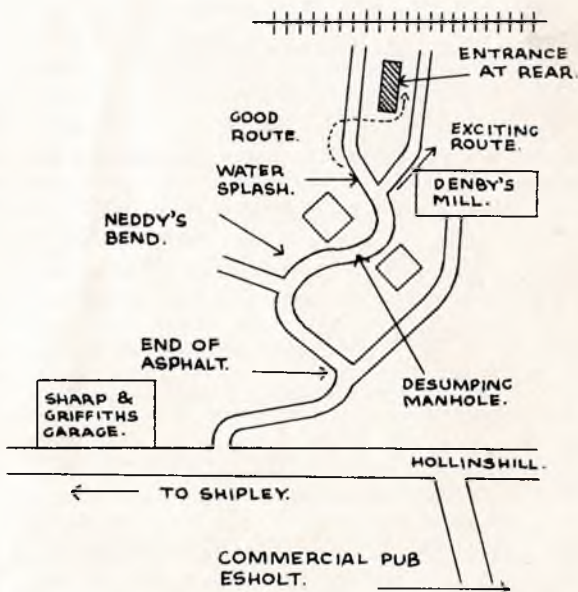 ENTRANCE
AT REAR.
GOOD
ROUTE.
EXCITING
ROUTE.
WATER
SPLASH.
DENBY'S
MILL.
NEDDY'S
BEND.
END OF
ASPHALT.
DESUMPING
MANHOLE.
SHARP &
GRIFFITHS
GARAGE.
HOLLINSHILL.
TO SHIPLEY.
COMMERCIAL PUB
ESHOLT.